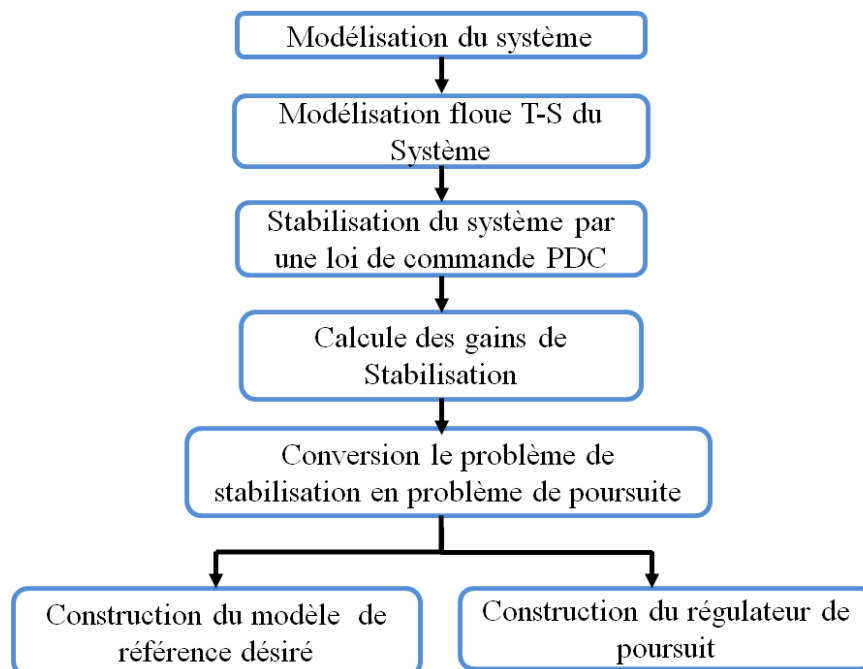 Modélisation du système
Modélisation floue T-S du
Système
Stabilisation du système par
une loi de commande PDC
Calcule des gains de
Stabilisation
Conversion le problème de
stabilisation en problème de poursuite
Construction du modèle de
référence désiré
Construction du régulateur de
poursuit